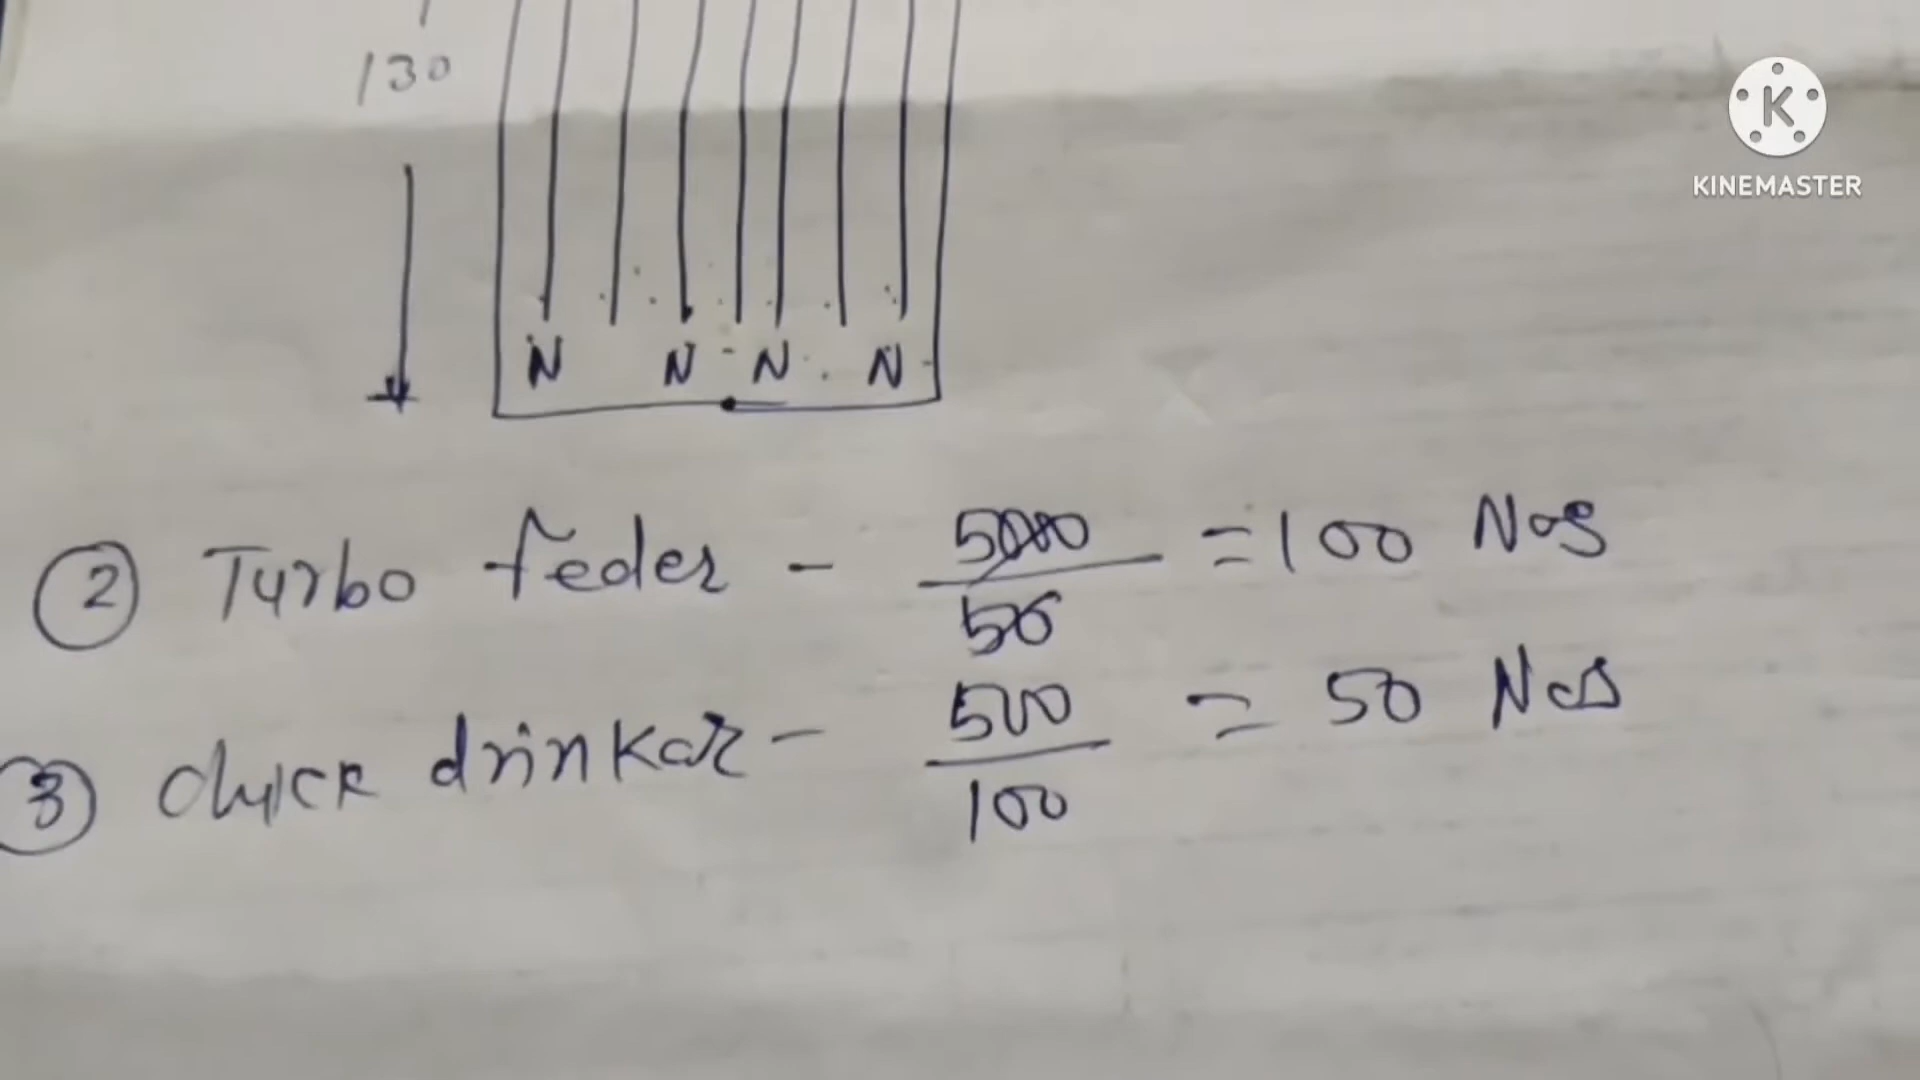 130
K
KINEMASTER
N N N N
② Turbo feder - 5000/50 = 100 Nos
③ chick drinkar - 500/100 = 50 Nos